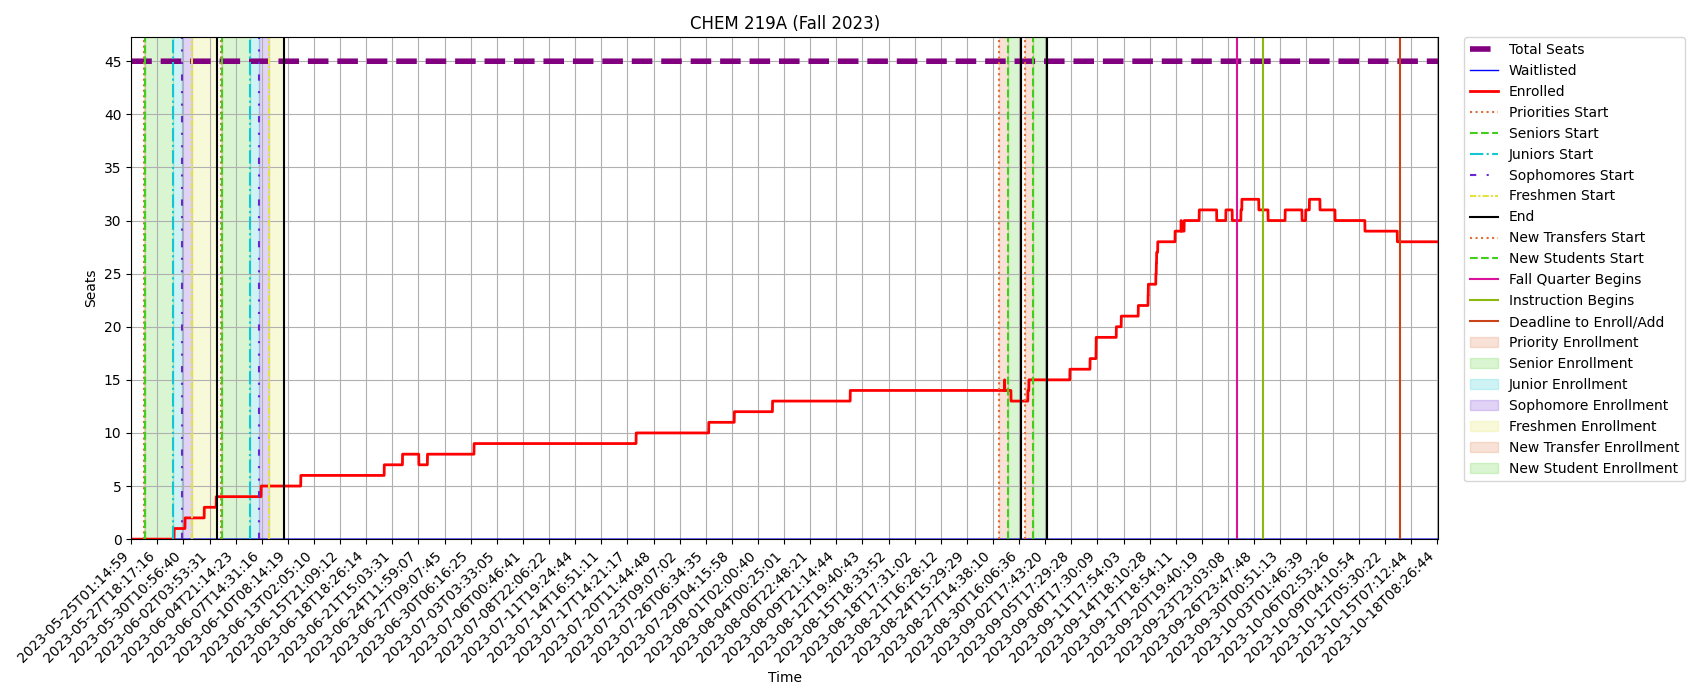 CHEM 219A (Fall 2023)
Seats
45
40
35
30
25
20
15
10
5
0
2023-05-25T01:14:59
2023-05-27T18:17:16
2023-05-30T10:56:40
2023-06-02T03:53:31
2023-06-04T21:14:23
2023-06-07T14:31:16
2023-06-10T08:14:19
2023-06-13T02:05:10
2023-06-15T21:09:12
2023-06-18T18:26:14
2023-06-21T15:03:31
2023-06-24T11:59:07
2023-06-27T09:07:45
2023-06-30T06:16:25
2023-07-03T03:33:05
2023-07-06T00:46:41
2023-07-08T22:06:22
2023-07-11T19:24:44
2023-07-14T16:51:11
2023-07-17T14:21:17
2023-07-20T11:44:48
2023-07-23T09:07:02
2023-07-26T06:34:35
2023-07-29T04:15:58
2023-08-01T02:00:40
2023-08-04T00:25:01
2023-08-06T22:48:21
2023-08-09T21:14:44
2023-08-12T19:40:43
2023-08-15T18:33:52
2023-08-18T17:31:02
2023-08-21T16:28:12
2023-08-24T15:29:29
2023-08-27T14:38:10
2023-08-30T16:06:36
2023-09-02T17:43:20
2023-09-05T17:29:28
2023-09-08T17:30:09
2023-09-11T17:54:03
2023-09-14T18:10:28
2023-09-17T18:54:11
2023-09-20T19:40:19
2023-09-23T23:03:08
2023-09-26T23:47:48
2023-09-30T00:51:13
2023-10-03T01:46:39
2023-10-06T02:53:26
2023-10-09T04:10:54
2023-10-12T05:30:22
2023-10-15T07:12:44
2023-10-18T08:26:44
Time
Total Seats
Waitlisted
Enrolled
Priorities Start
Seniors Start
Juniors Start
Sophomores Start
Freshmen Start
End
New Transfers Start
New Students Start
Fall Quarter Begins
Instruction Begins
Deadline to Enroll/Add
Priority Enrollment
Senior Enrollment
Junior Enrollment
Sophomore Enrollment
Freshmen Enrollment
New Transfer Enrollment
New Student Enrollment